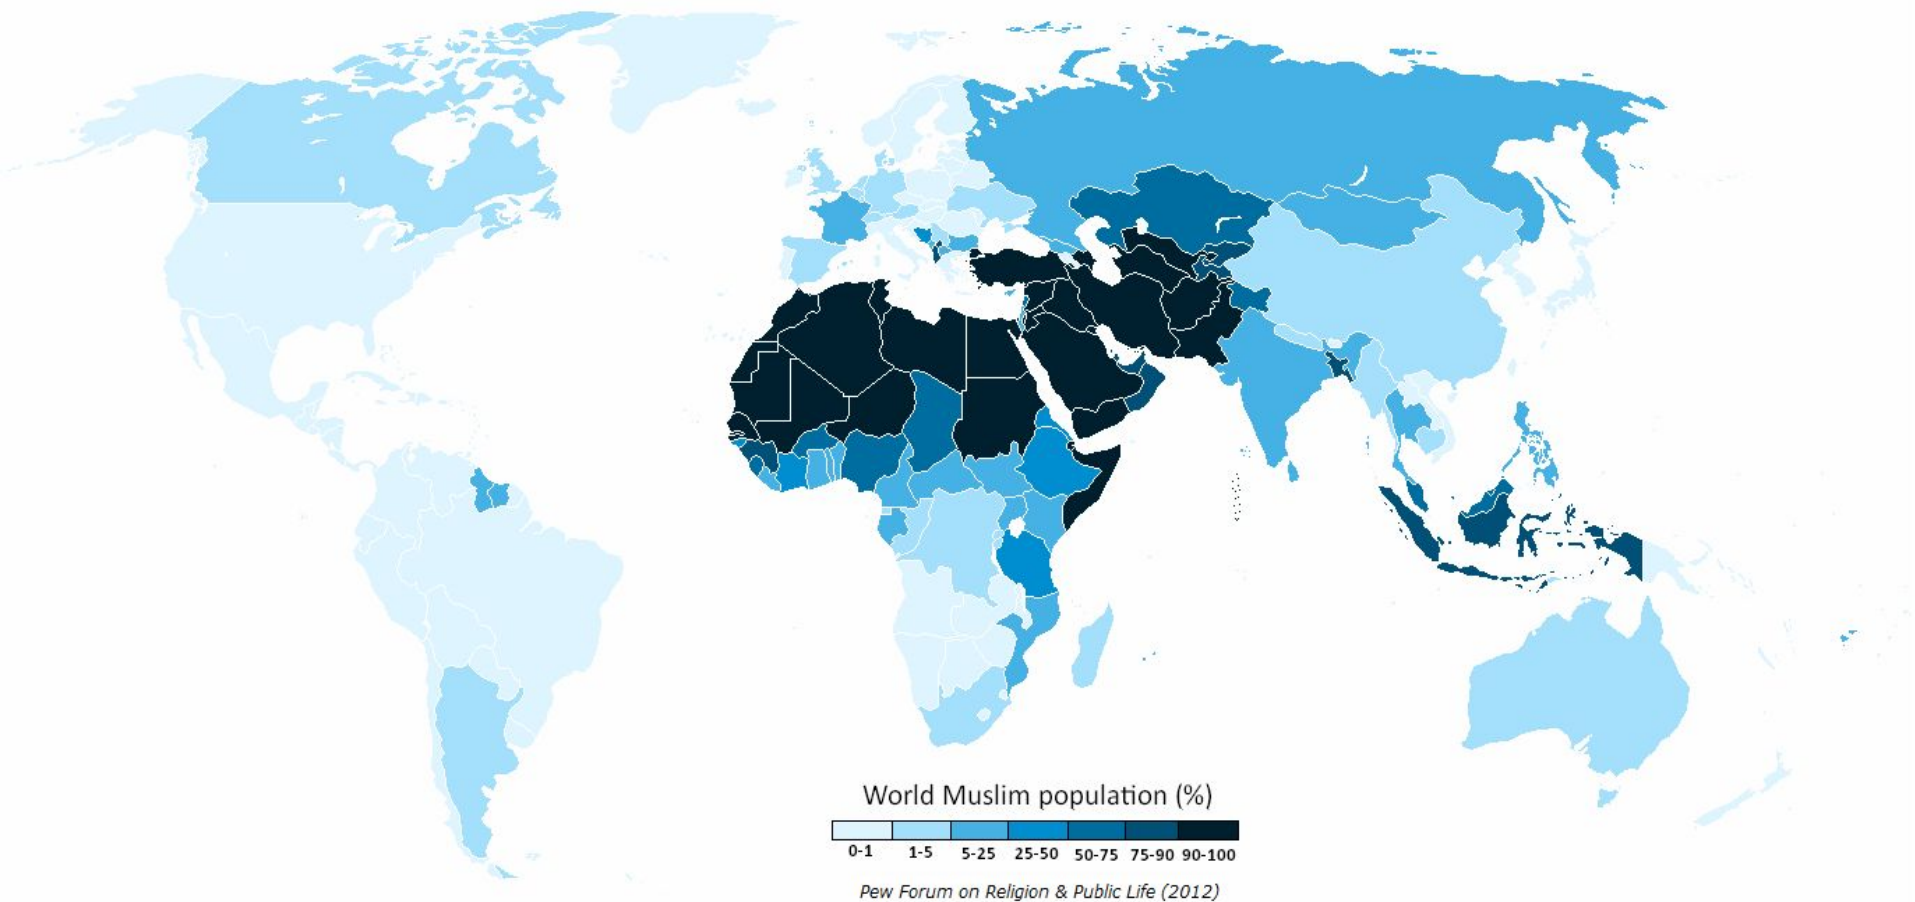 World Muslim population (%)
0-1 1-5 5-25 25-50 50-75 75-90 90-100
Pew Forum on Religion & Public Life (2012)